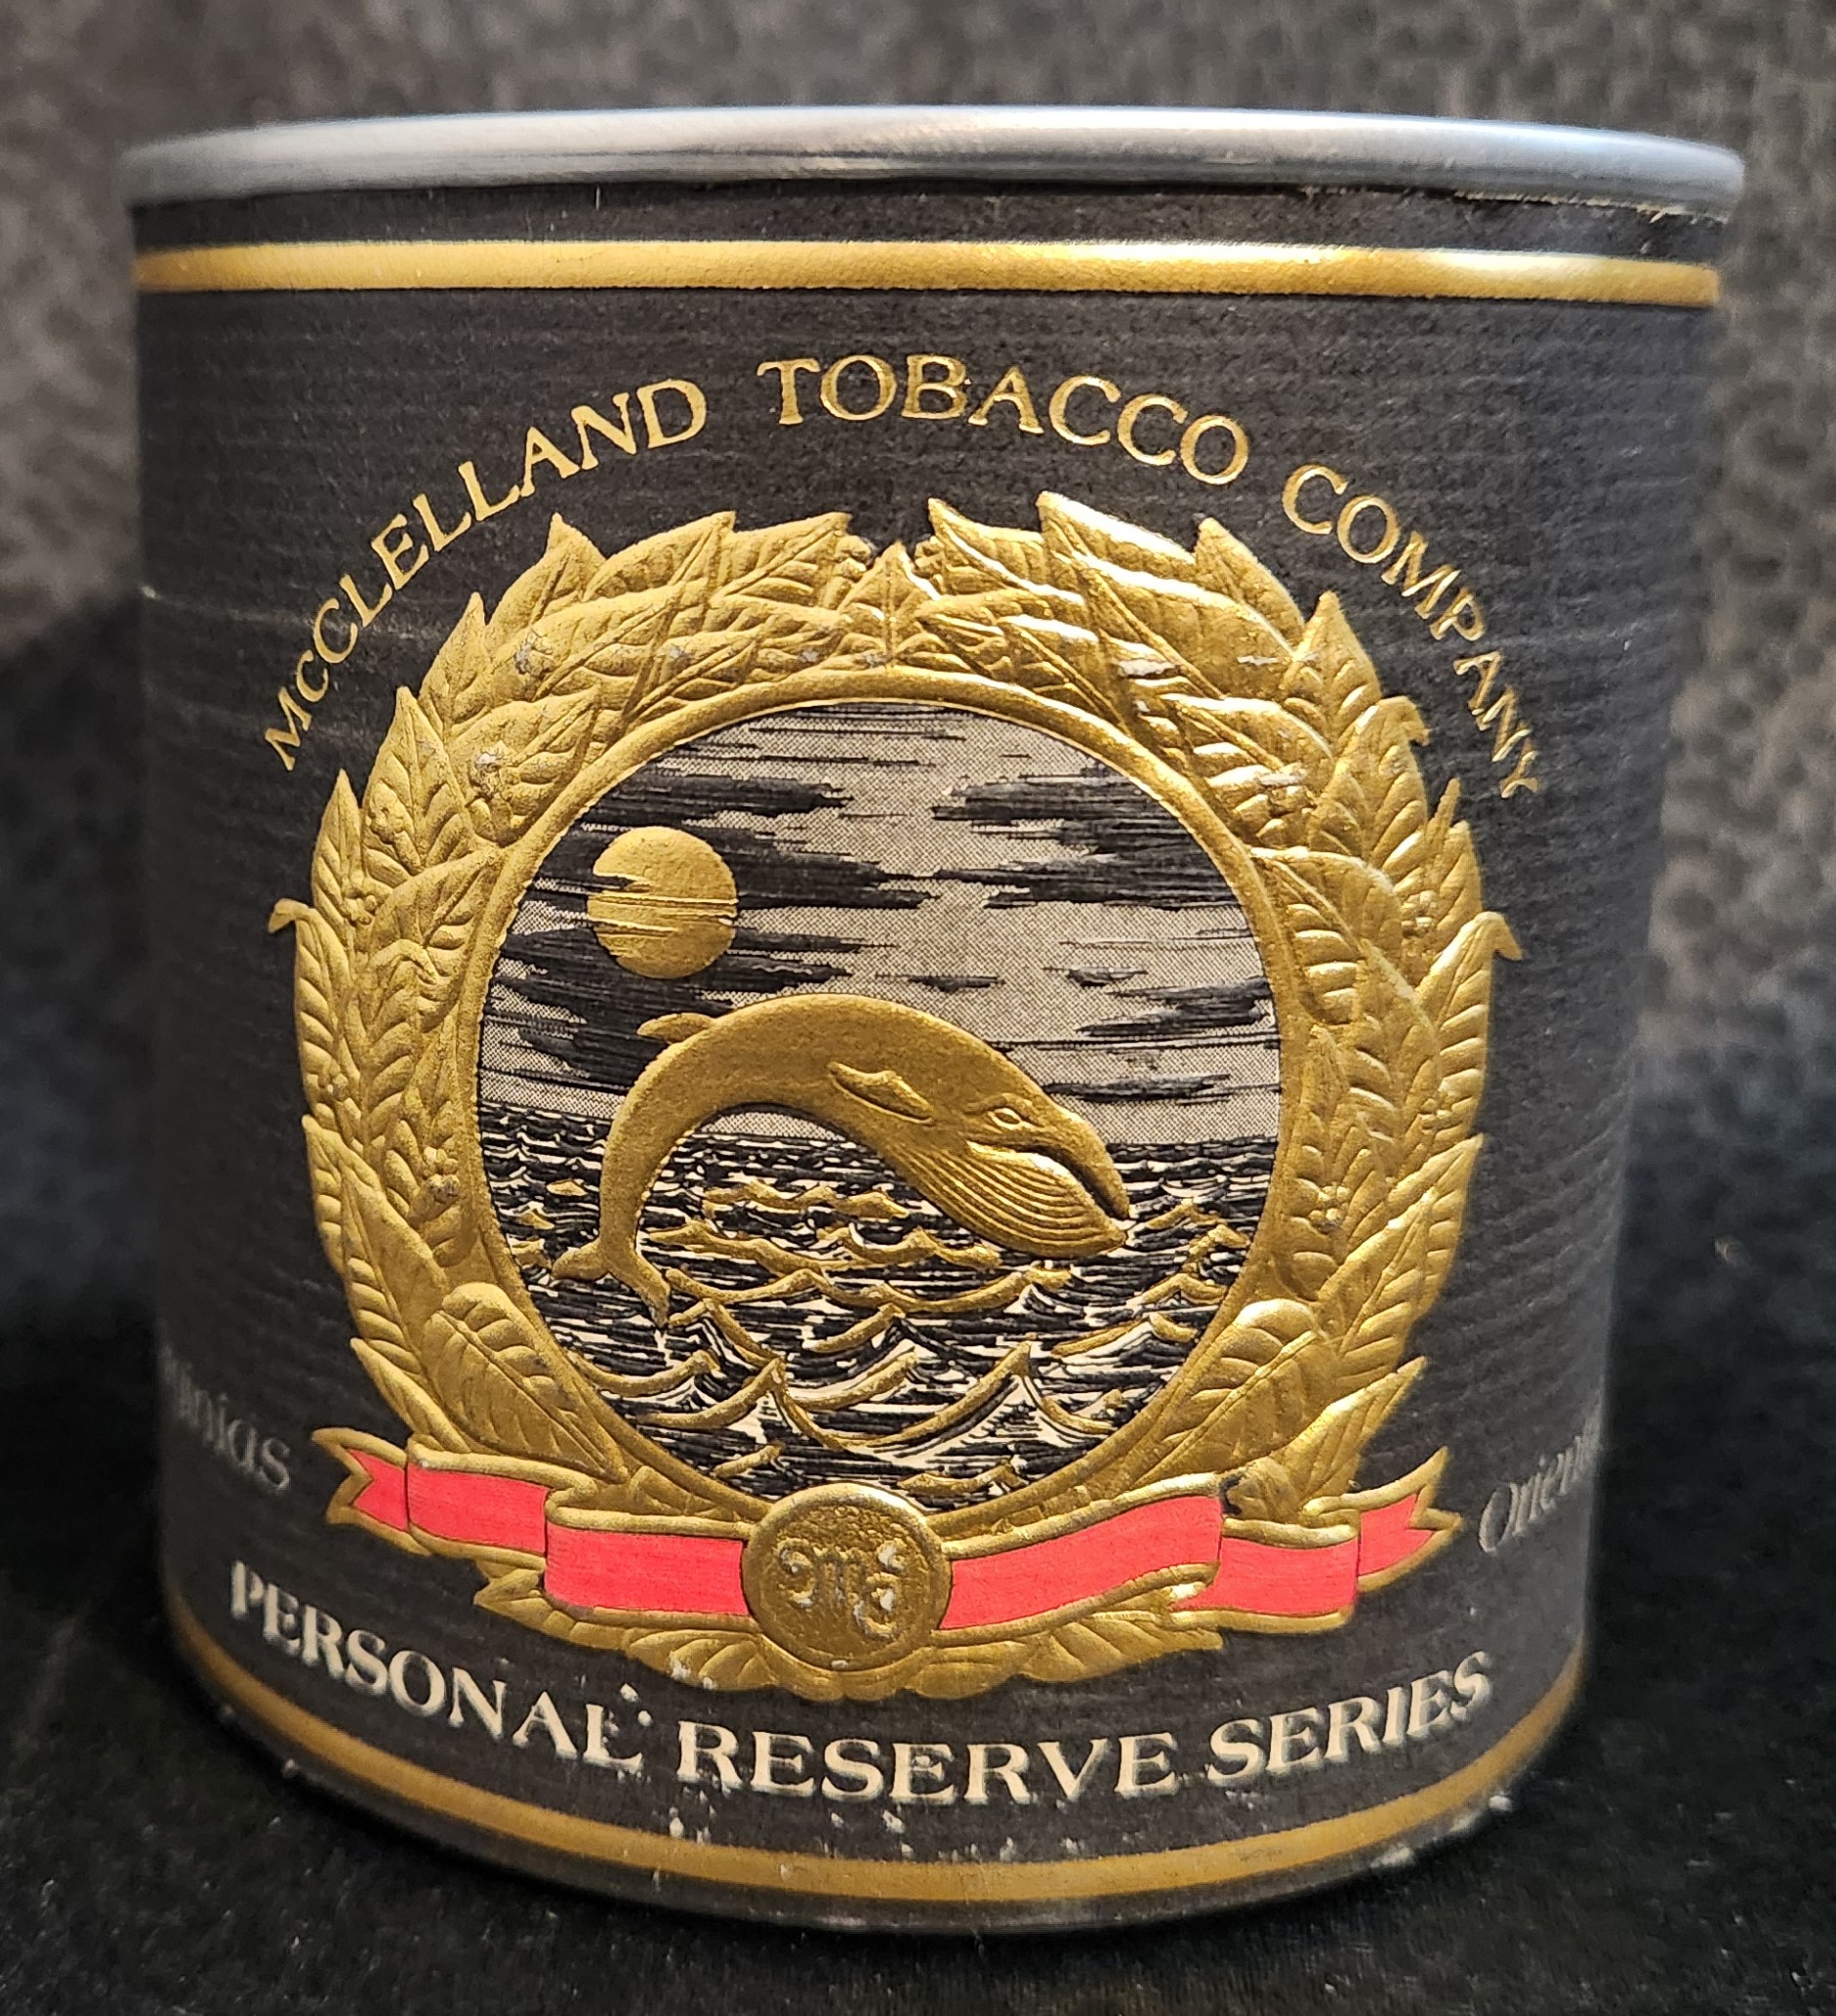 McCLELLAND TOBACCO COMPANY
PERSONAL RESERVE SERIES